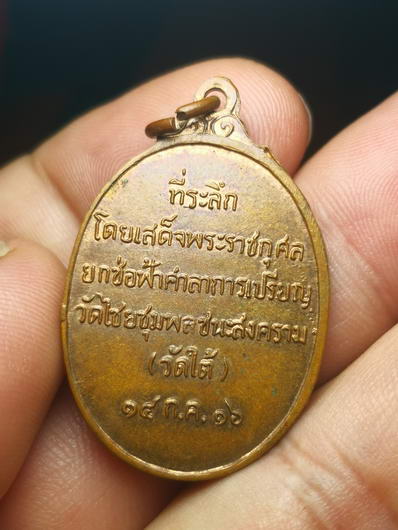 ที่ระลึก
โดยเสด็จพระราชกุศล
ยกช่อฟ้าศาลาการเปรียญ
วัดไชยชุมพลชนะสงคราม
(วัดใต้)
๑๕ ก.ค. ๑๖